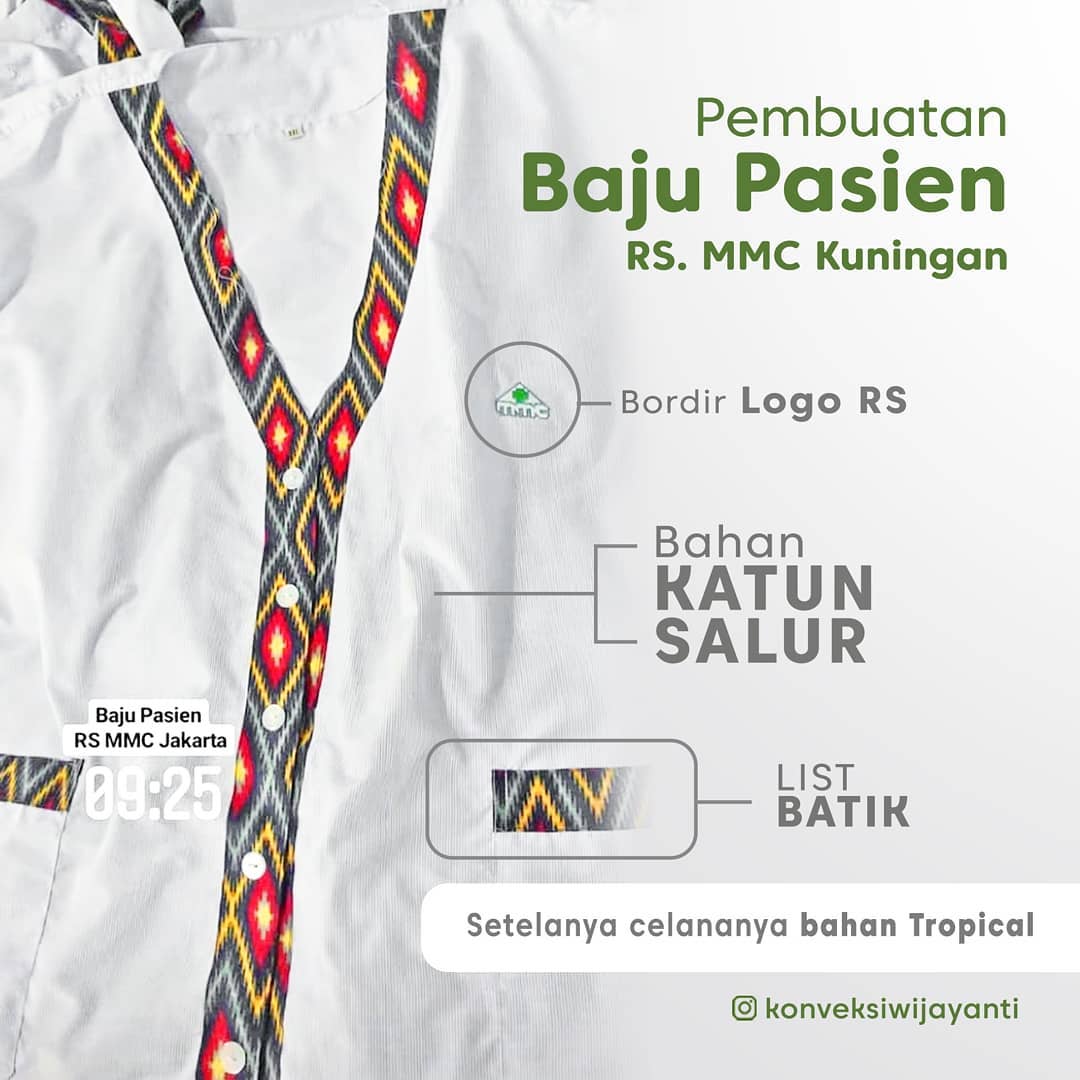 Pembuatan
Baju Pasien
RS. MMC Kuningan
mmc
Bordir Logo RS
Bahan
KATUN
SALUR
Baju Pasien
RS MMC Jakarta
09:25
LIST
BATIK
Setelanya celananya bahan Tropical
konveksiwijayanti